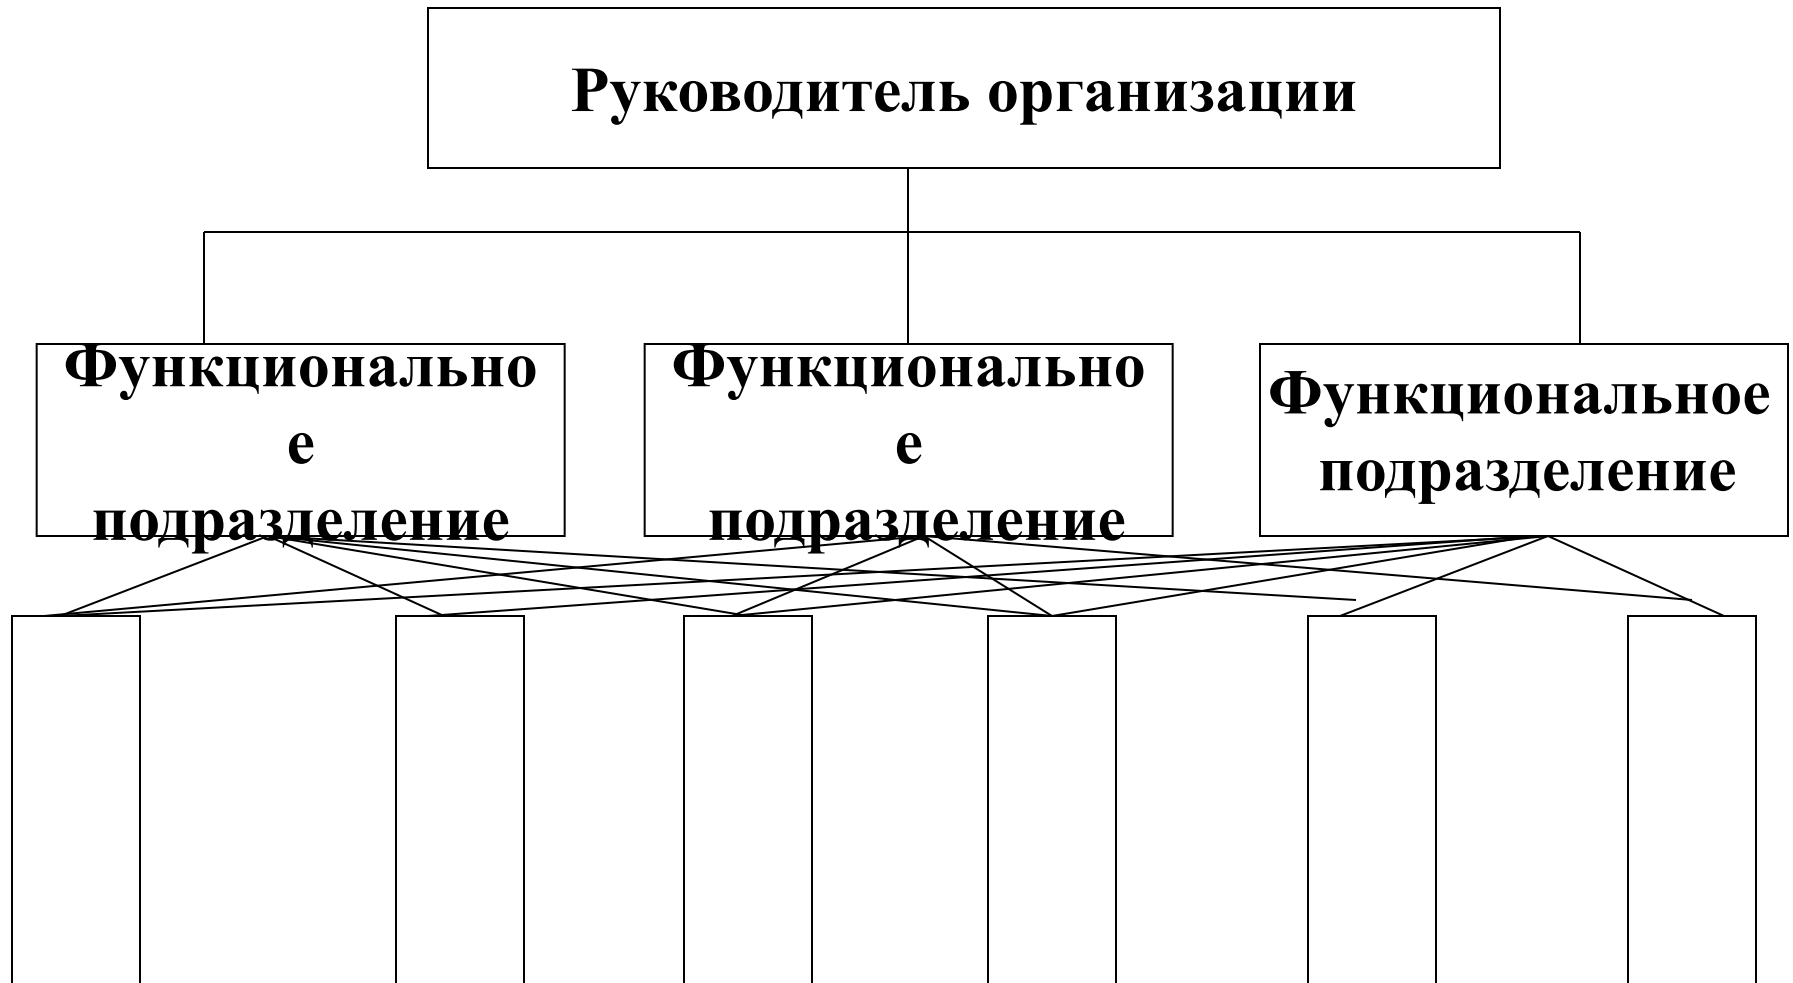 Руководитель организации
Функционально
е
подразделение
Функционально
е
подразделение
Функциональное
подразделение